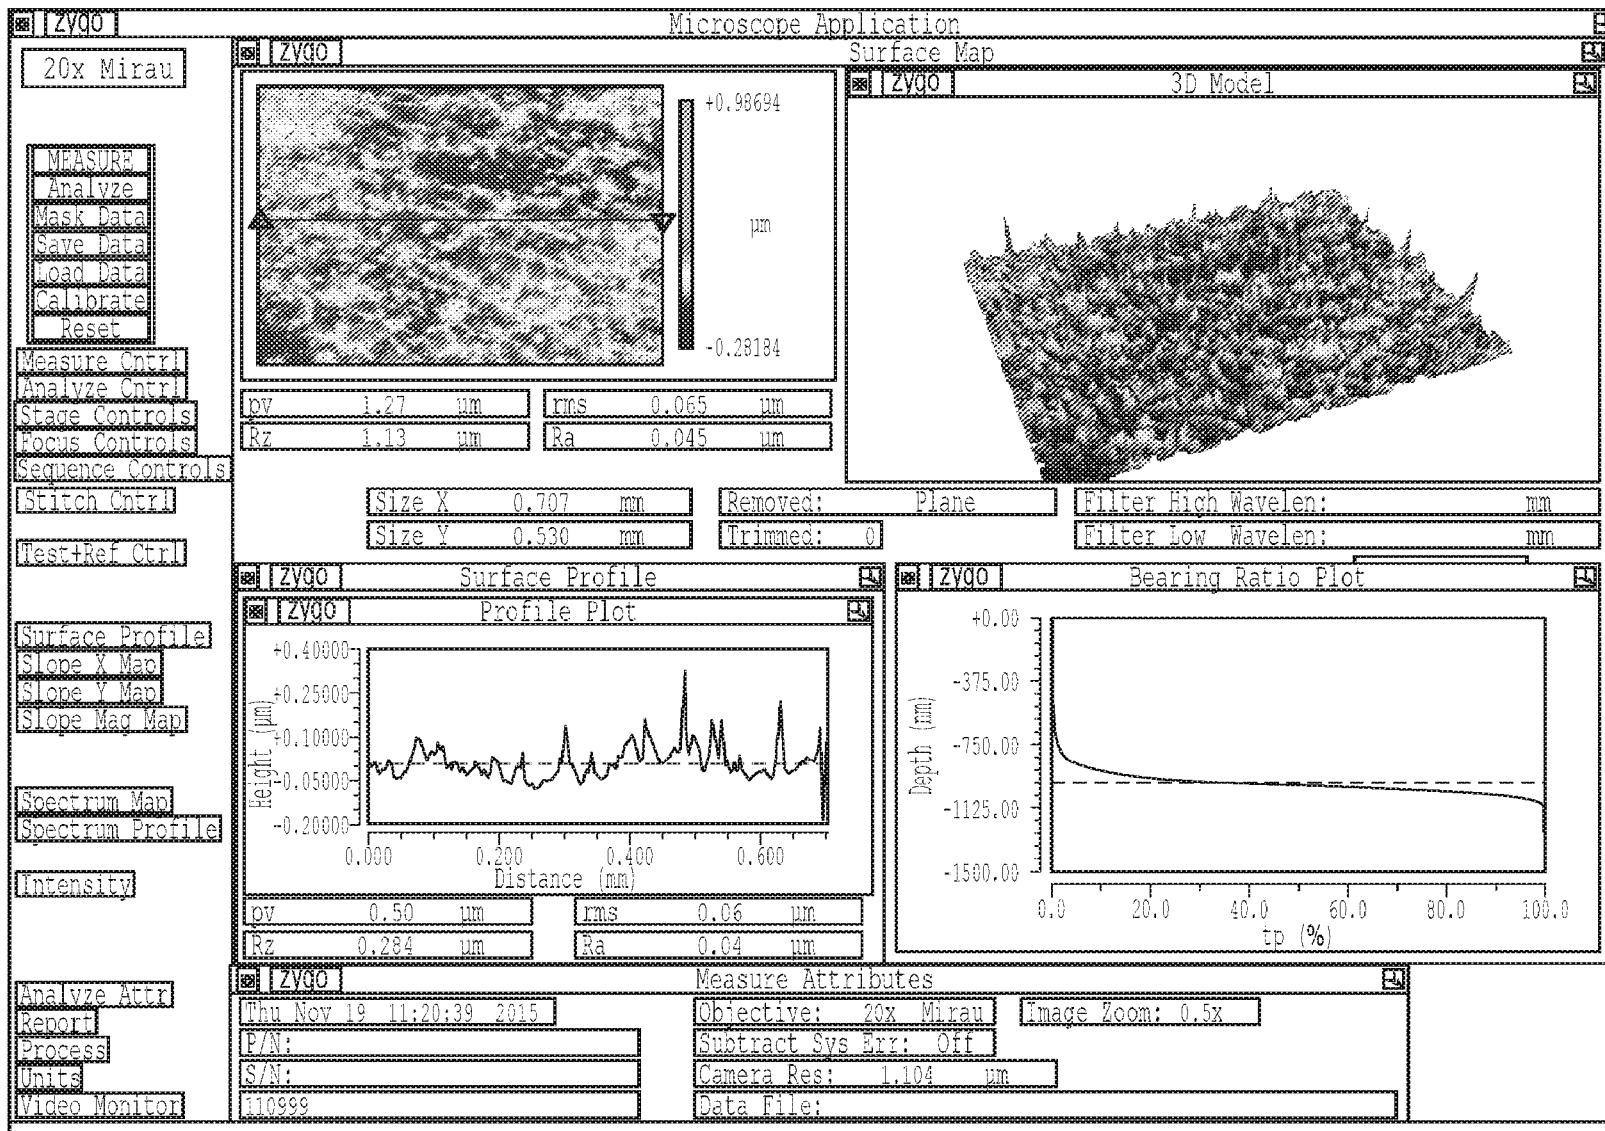 zygo Microscope Application
20x Mirau
MEASURE
Analyze
Mask Data
Save Data
Load Data
Calibrate
Reset
Measure Cntrl
Analyze Cntrl
Stage Controls
Focus Controls
Sequence Controls
Stitch Cntrl
Test+Ref Ctrl
Surface Profile
Slope X Map
Slope Y Map
Slope Mag Map
Spectrum Map
Spectrum Profile
Intensity
Analyze Attr
Report
Process
Units
Video Monitor
zygo Surface Map
+0.98694
µm
-0.28184
pv 1.27 µm rms 0.065 µm
Rz 1.13 µm Ra 0.045 µm
zygo 3D Model
Size X 0.707 mm Removed: Plane Filter High Wavelen: mm
Size Y 0.530 mm Trimmed: 0 Filter Low Wavelen: mm
zygo Surface Profile
zygo Profile Plot
+0.40000
+0.25000
+0.10000
-0.05000
-0.20000
Height (µm)
0.000 0.200 0.400 0.600
Distance (mm)
pv 0.50 µm rms 0.06 µm
Rz 0.284 µm Ra 0.04 µm
zygo Bearing Ratio Plot
+0.00
-375.00
-750.00
-1125.00
-1500.00
Depth (nm)
0.0 20.0 40.0 60.0 80.0 100.0
tp (%)
zygo Measure Attributes
Thu Nov 19 11:20:39 2015 Objective: 20x Mirau Image Zoom: 0.5x
P/N: Subtract Sys Err: Off
S/N: Camera Res: 1.104 µm
110999 Data File: